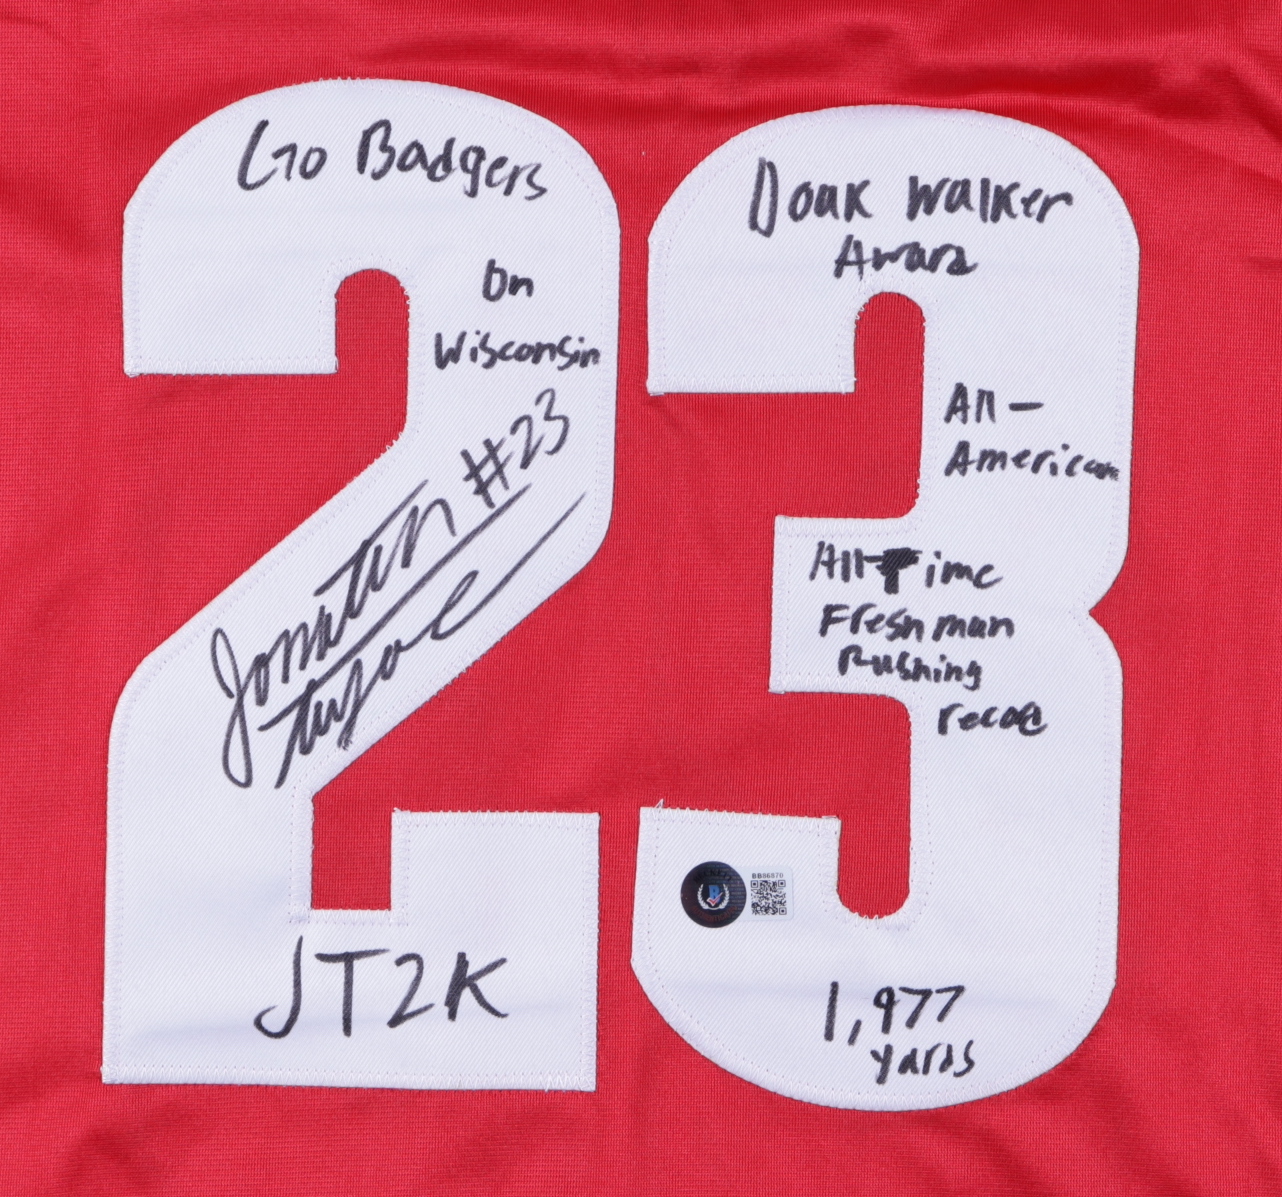 Go Badgers
On
Wisconsin
#23
Jonathan
Taylor
JT2K
Doak Walker
Award
All-
American
All-Time
Freshman
Rushing
record
BB86870
1,977
yards